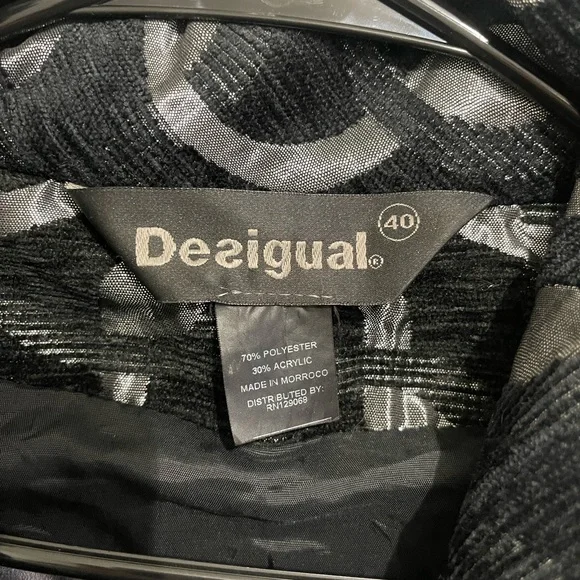 40
Desigual®
70% POLYESTER
30% ACRYLIC
MADE IN MORROCO
DISTRIBUTED BY:
RN129068